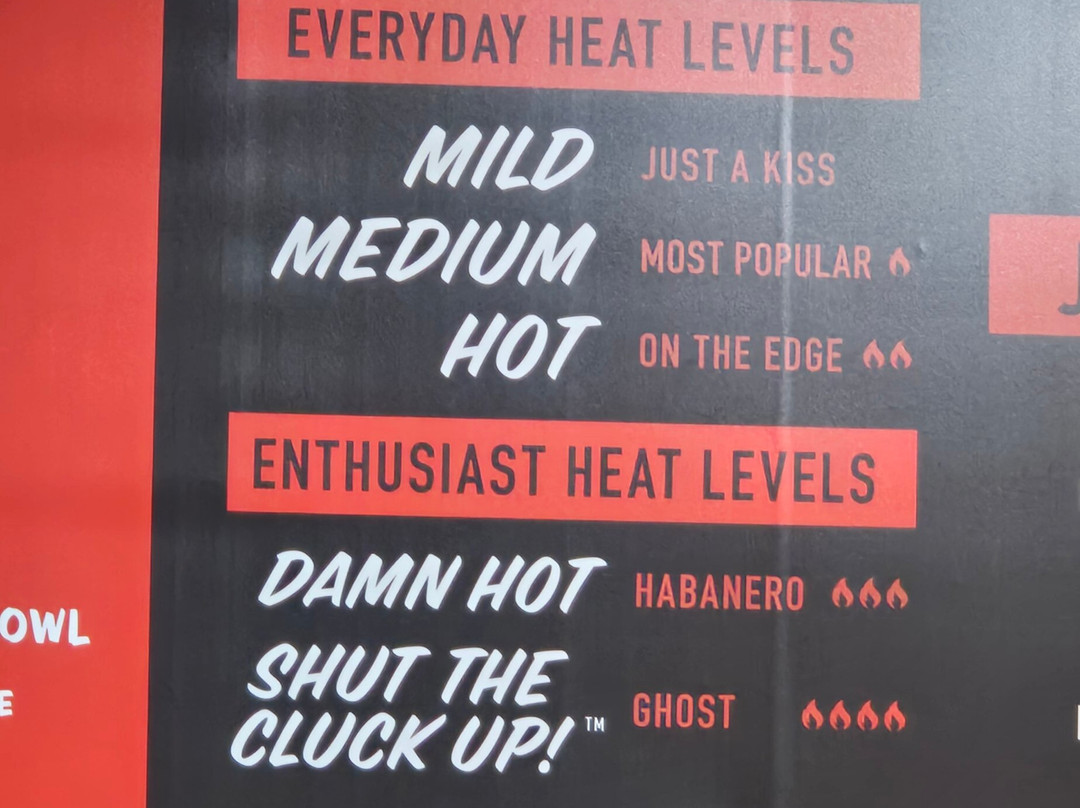 EVERYDAY HEAT LEVELS
MILD JUST A KISS
MEDIUM MOST POPULAR
HOT ON THE EDGE
ENTHUSIAST HEAT LEVELS
DAMN HOT HABANERO
SHUT THE
CLUCK UP!™ GHOST
OWL
E